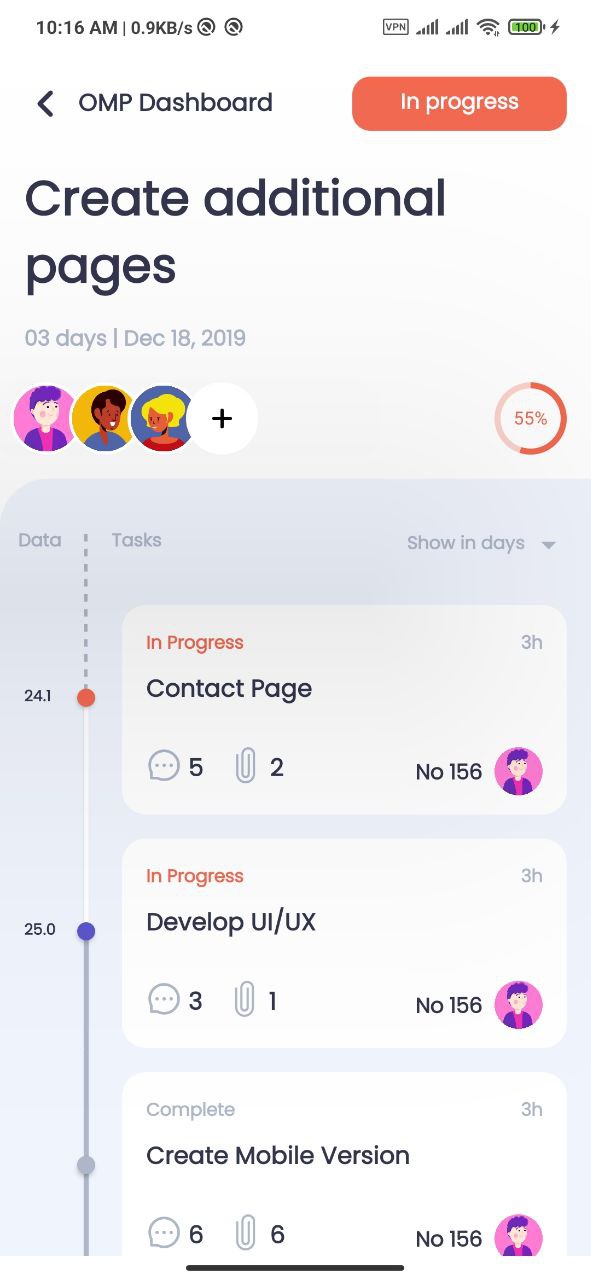 10:16 AM | 0.9KB/s VPN 100
OMP Dashboard In progress
Create additional
pages
03 days | Dec 18, 2019
+ 55%
Data Tasks Show in days
In Progress 3h
24.1 Contact Page
5 2 No 156
In Progress 3h
25.0 Develop UI/UX
3 1 No 156
Complete 3h
Create Mobile Version
6 6 No 156